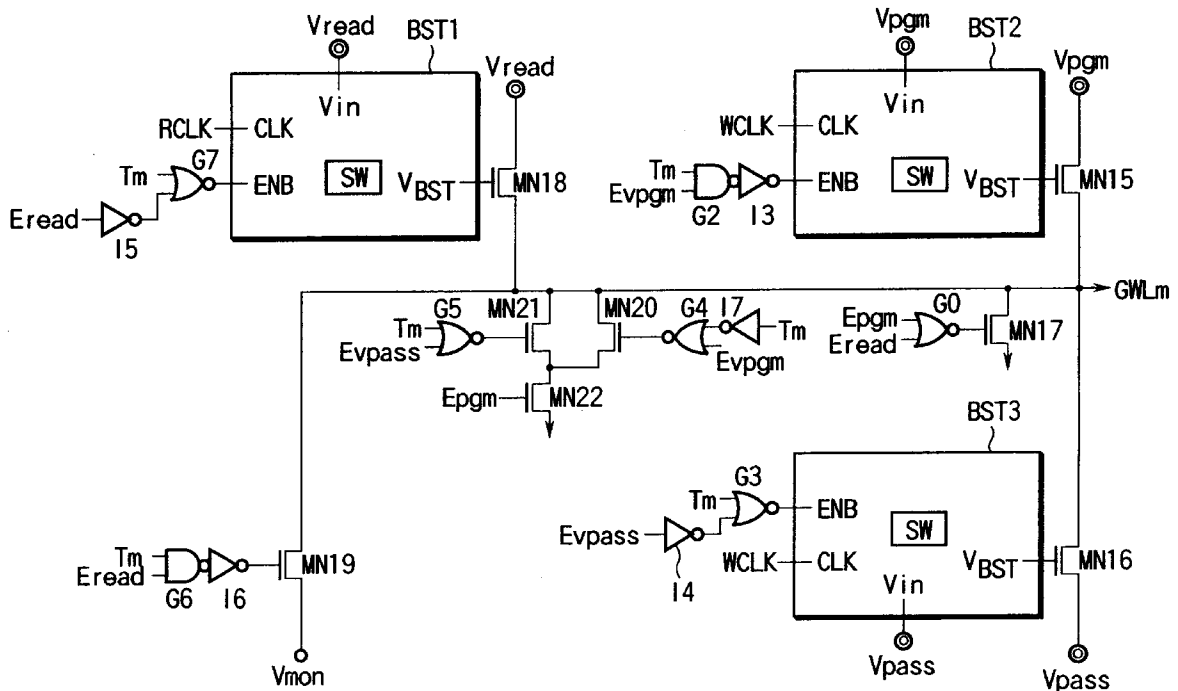 Vread
BST1
Vread
Vin
RCLK
CLK
G7
Tm
ENB
SW
VBST
MN18
Eread
I5
Vpgm
BST2
Vpgm
Vin
WCLK
CLK
Tm
Evpgm
ENB
SW
VBST
MN15
G2
I3
GWLm
G5
MN21
MN20
G4
I7
G0
Tm
Evpass
Tm
Evpgm
Epgm
Eread
MN17
Epgm
MN22
BST3
G3
Tm
ENB
SW
Evpass
I4
WCLK
CLK
VBST
MN16
Vin
Vpass
Vpass
Tm
Eread
MN19
G6
I6
Vmon